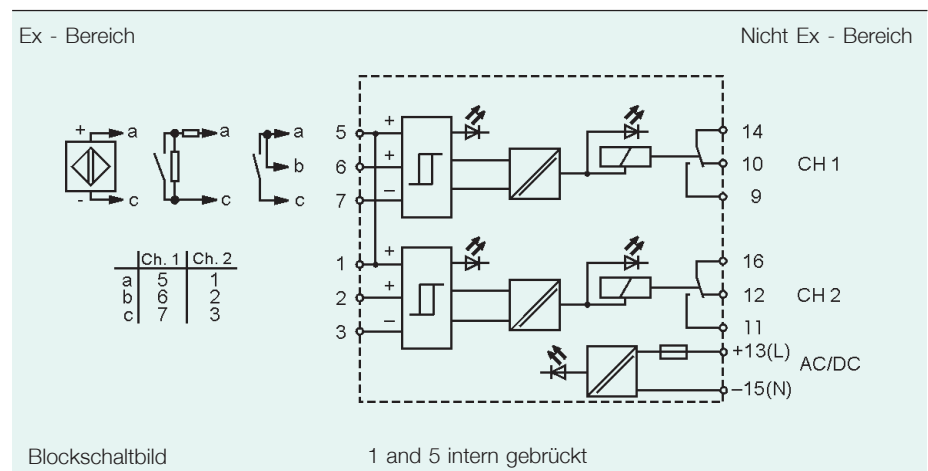 Ex - Bereich
Nicht Ex - Bereich
+ a
- c
a
c
a
b
c
5 +
6 +
7 –
14
10 CH 1
9
Ch. 1 Ch. 2
a 5 1
b 6 2
c 7 3
1 +
2 +
3 –
16
12 CH 2
11
+13(L)
AC/DC
–15(N)
Blockschaltbild
1 and 5 intern gebrückt